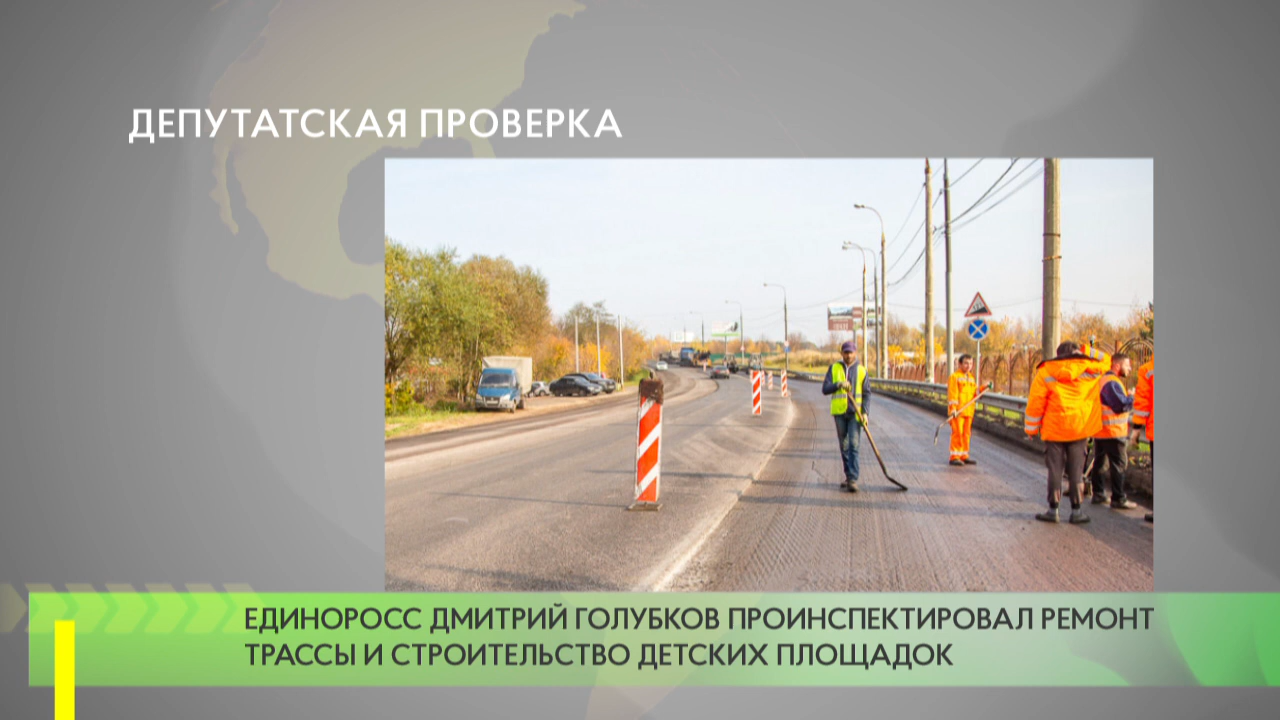 ДЕПУТАТСКАЯ ПРОВЕРКА
ЕДИНОРОСС ДМИТРИЙ ГОЛУБКОВ ПРОИНСПЕКТИРОВАЛ РЕМОНТ
ТРАССЫ И СТРОИТЕЛЬСТВО ДЕТСКИХ ПЛОЩАДОК